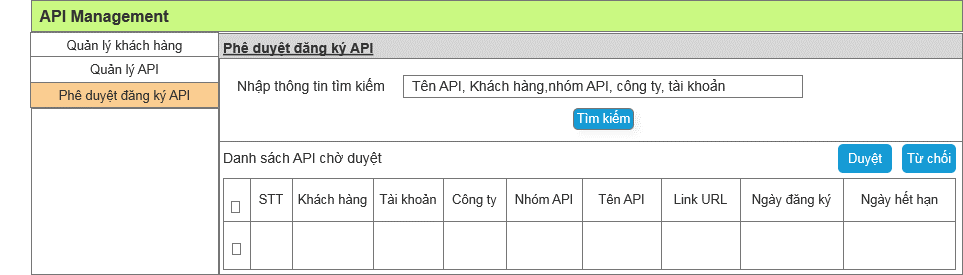 API Management
Quản lý khách hàng
Quản lý API
Phê duyệt đăng ký API
Phê duyệt đăng ký API
Nhập thông tin tìm kiếm
Tên API, Khách hàng,nhóm API, công ty, tài khoản
Tìm kiếm
Danh sách API chờ duyệt
Duyệt
Từ chối
STT Khách hàng Tài khoản Công ty Nhóm API Tên API Link URL Ngày đăng ký Ngày hết hạn